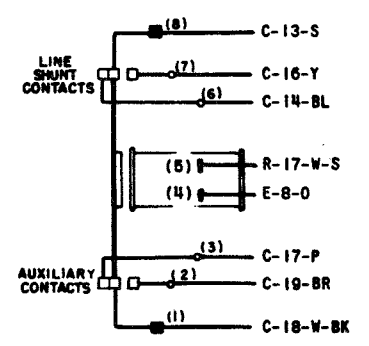 (8) C-13-S
LINE
SHUNT
CONTACTS
(7) C-16-Y
(6) C-14-BL
(5) R-17-W-S
(4) E-8-O
(3) C-17-P
AUXILIARY
CONTACTS
(2) C-19-BR
(1) C-18-W-BK